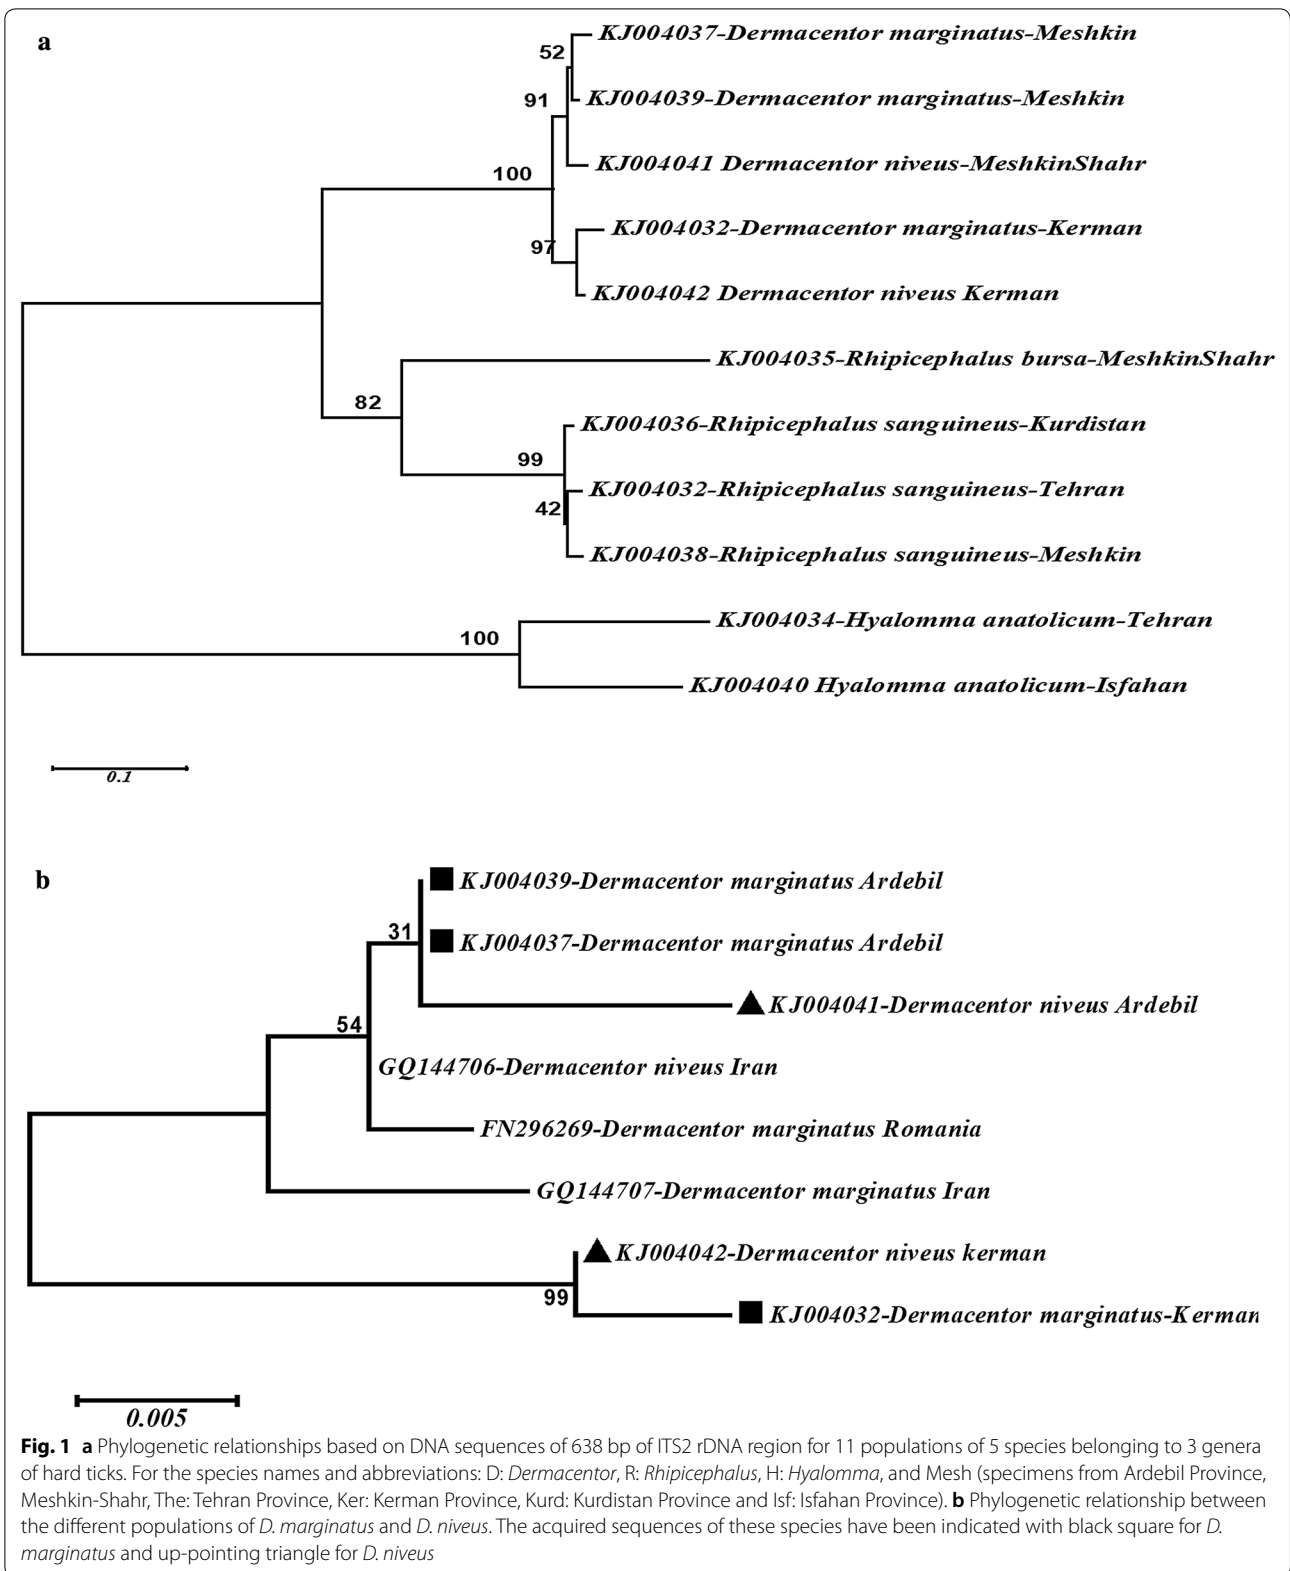 a
KJ004037-Dermacentor marginatus-Meshkin
52
KJ004039-Dermacentor marginatus-Meshkin
91
KJ004041 Dermacentor niveus-MeshkinShahr
100
KJ004032-Dermacentor marginatus-Kerman
97
KJ004042 Dermacentor niveus Kerman
KJ004035-Rhipicephalus bursa-MeshkinShahr
82
KJ004036-Rhipicephalus sanguineus-Kurdistan
99
KJ004032-Rhipicephalus sanguineus-Tehran
42
KJ004038-Rhipicephalus sanguineus-Meshkin
KJ004034-Hyalomma anatolicum-Tehran
100
KJ004040 Hyalomma anatolicum-Isfahan
0.1
b
KJ004039-Dermacentor marginatus Ardebil
31
KJ004037-Dermacentor marginatus Ardebil
KJ004041-Dermacentor niveus Ardebil
54
GQ144706-Dermacentor niveus Iran
FN296269-Dermacentor marginatus Romania
GQ144707-Dermacentor marginatus Iran
KJ004042-Dermacentor niveus kerman
99
KJ004032-Dermacentor marginatus-Kerman
0.005
Fig. 1 a Phylogenetic relationships based on DNA sequences of 638 bp of ITS2 rDNA region for 11 populations of 5 species belonging to 3 genera
of hard ticks. For the species names and abbreviations: D: Dermacentor, R: Rhipicephalus, H: Hyalomma, and Mesh (specimens from Ardebil Province,
Meshkin-Shahr, The: Tehran Province, Ker: Kerman Province, Kurd: Kurdistan Province and Isf: Isfahan Province). b Phylogenetic relationship between
the different populations of D. marginatus and D. niveus. The acquired sequences of these species have been indicated with black square for D.
marginatus and up-pointing triangle for D. niveus